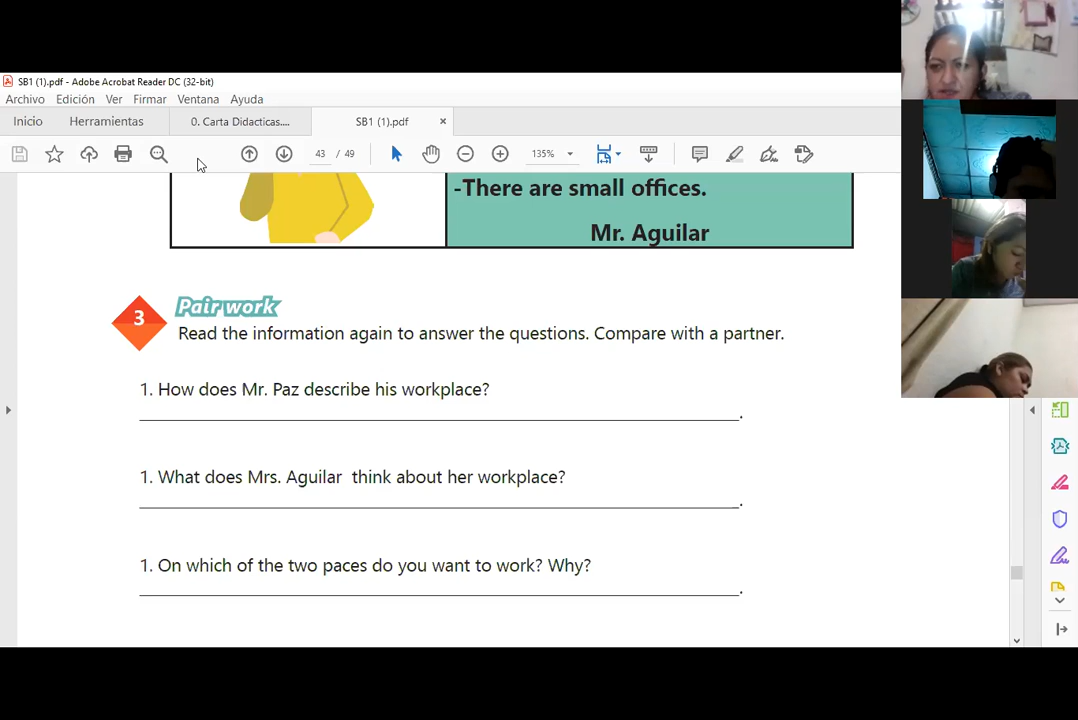 SB1 (1).pdf - Adobe Acrobat Reader DC (32-bit)
Archivo Edición Ver Firmar Ventana Ayuda
Inicio Herramientas 0. Carta Didacticas.... SB1 (1).pdf ×
43 / 49 135%
-There are small offices.
Mr. Aguilar
3 Pair work
Read the information again to answer the questions. Compare with a partner.
1. How does Mr. Paz describe his workplace?
.
1. What does Mrs. Aguilar think about her workplace?
.
1. On which of the two paces do you want to work? Why?
.